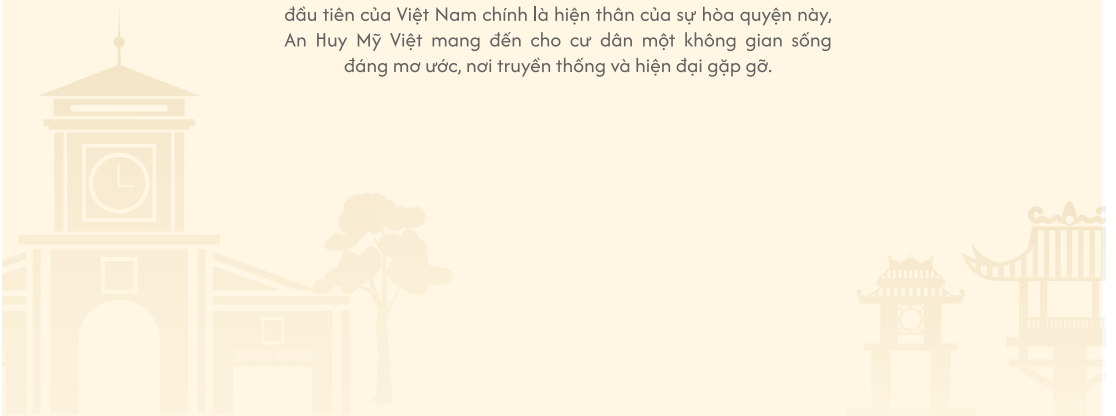 đầu tiên của Việt Nam chính là hiện thân của sự hòa quyện này,
An Huy Mỹ Việt mang đến cho cư dân một không gian sống
đáng mơ ước, nơi truyền thống và hiện đại gặp gỡ.